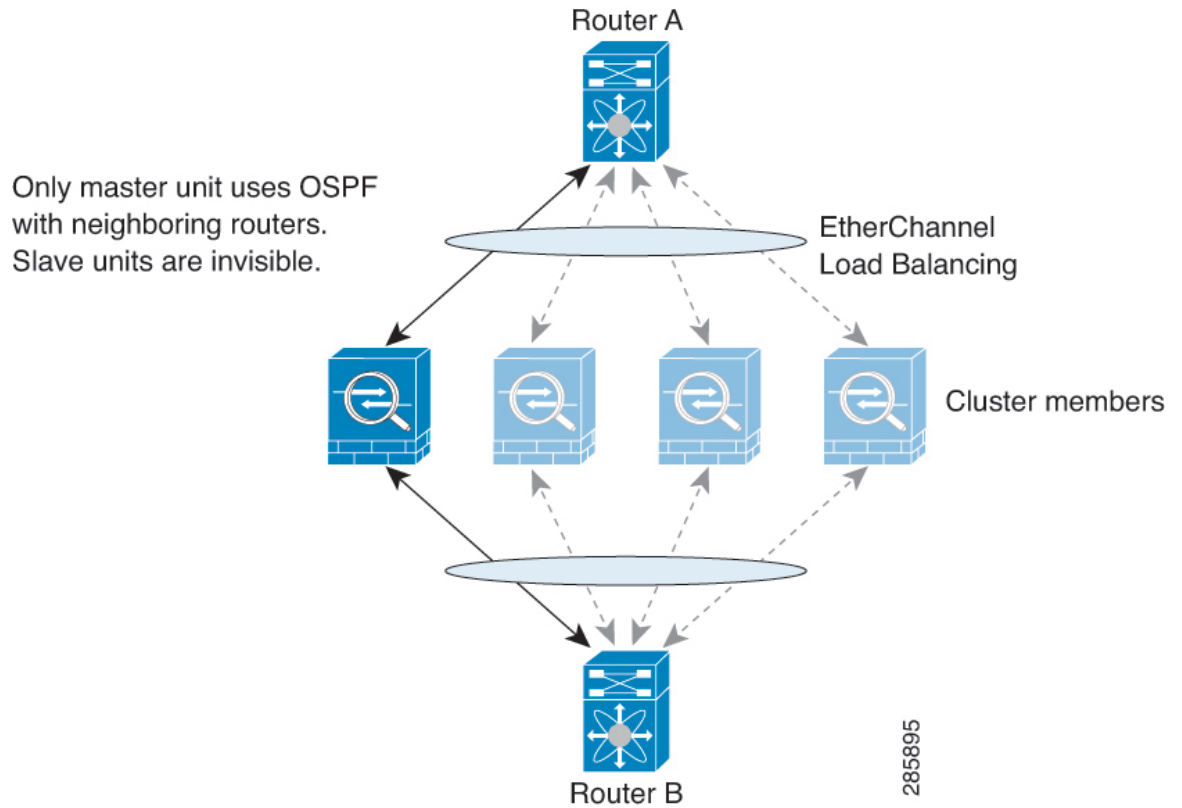 Router A
Only master unit uses OSPF
with neighboring routers.
Slave units are invisible.
EtherChannel
Load Balancing
Cluster members
Router B
285895